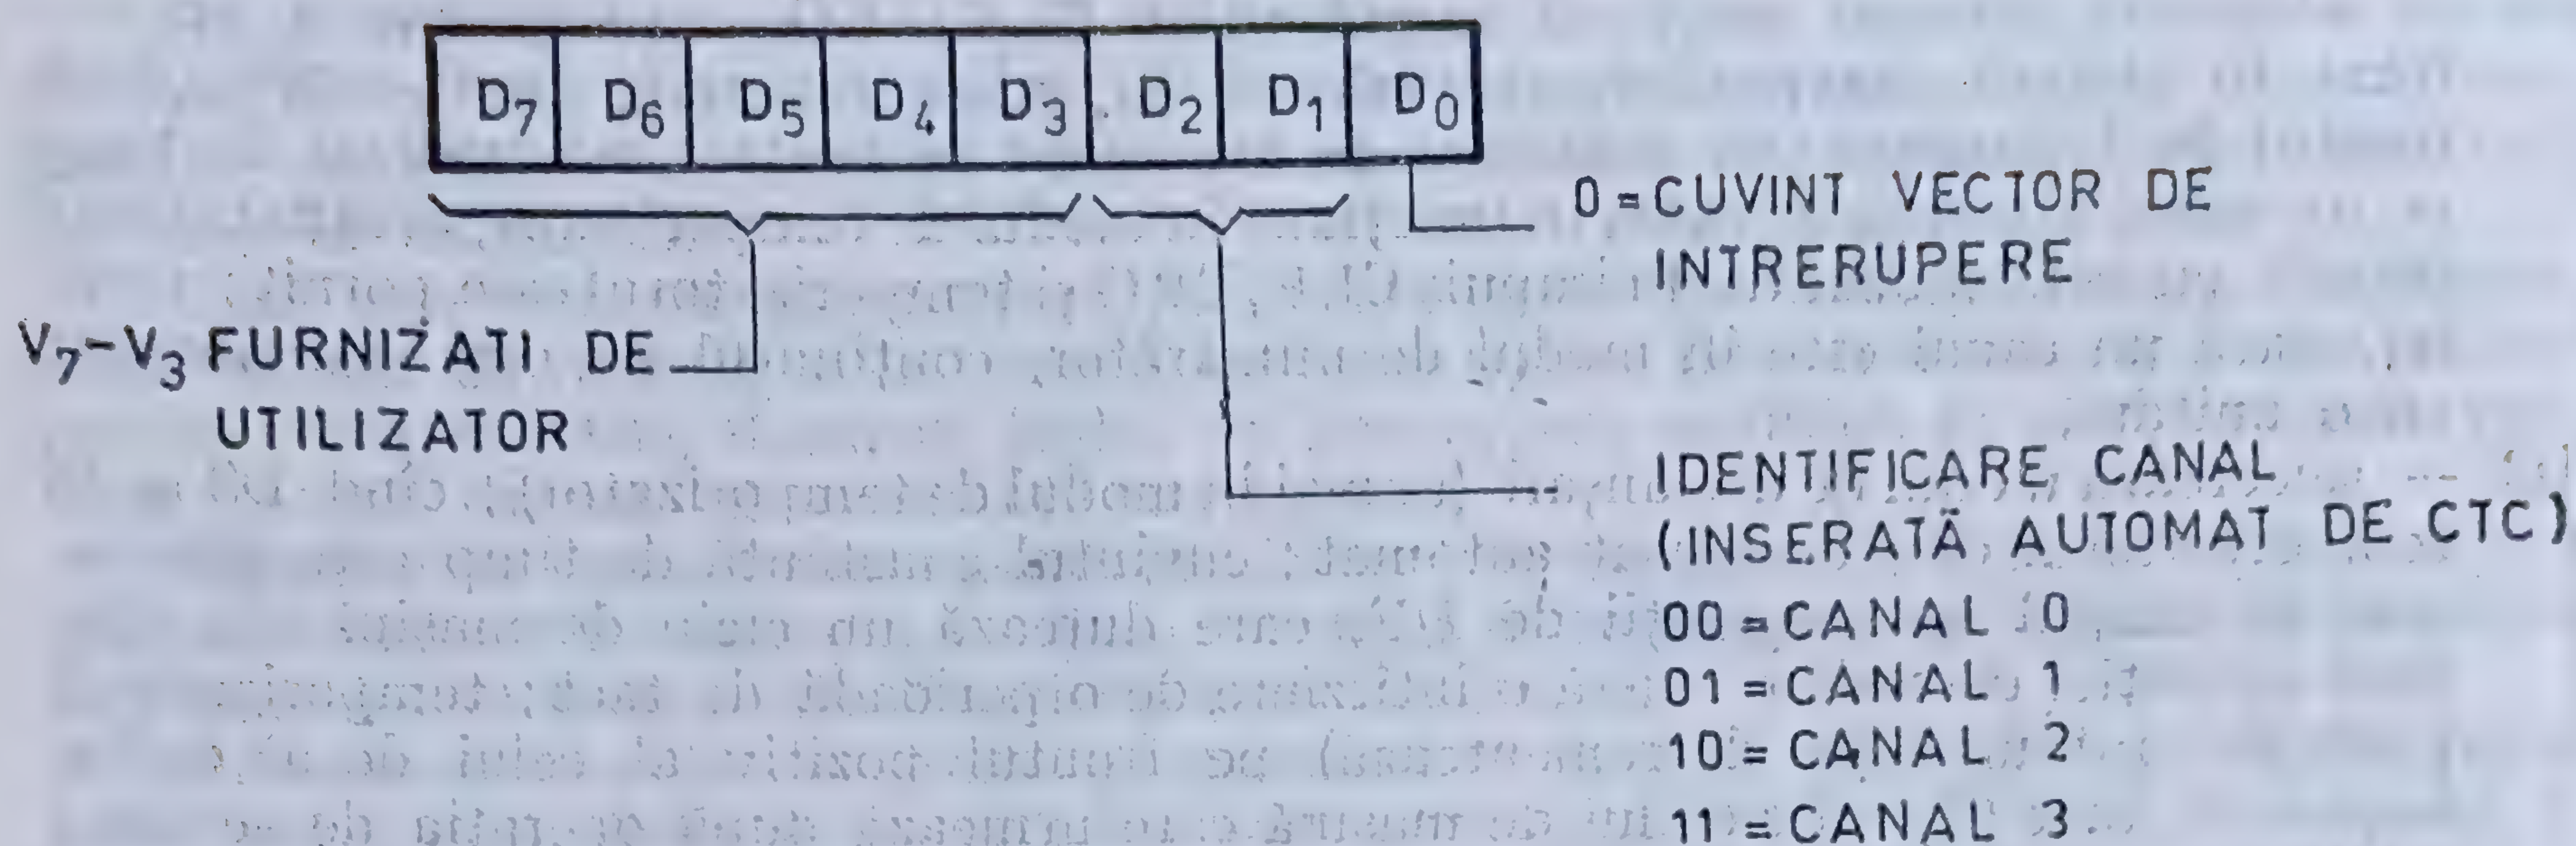 D7 D6 D5 D4 D3 D2 D1 D0
0 = CUVINT VECTOR DE
INTRERUPERE
V7-V3 FURNIZATI DE
UTILIZATOR
IDENTIFICARE CANAL
(INSERATĂ AUTOMAT DE CTC)
00 = CANAL 0
01 = CANAL 1
10 = CANAL 2
11 = CANAL 3